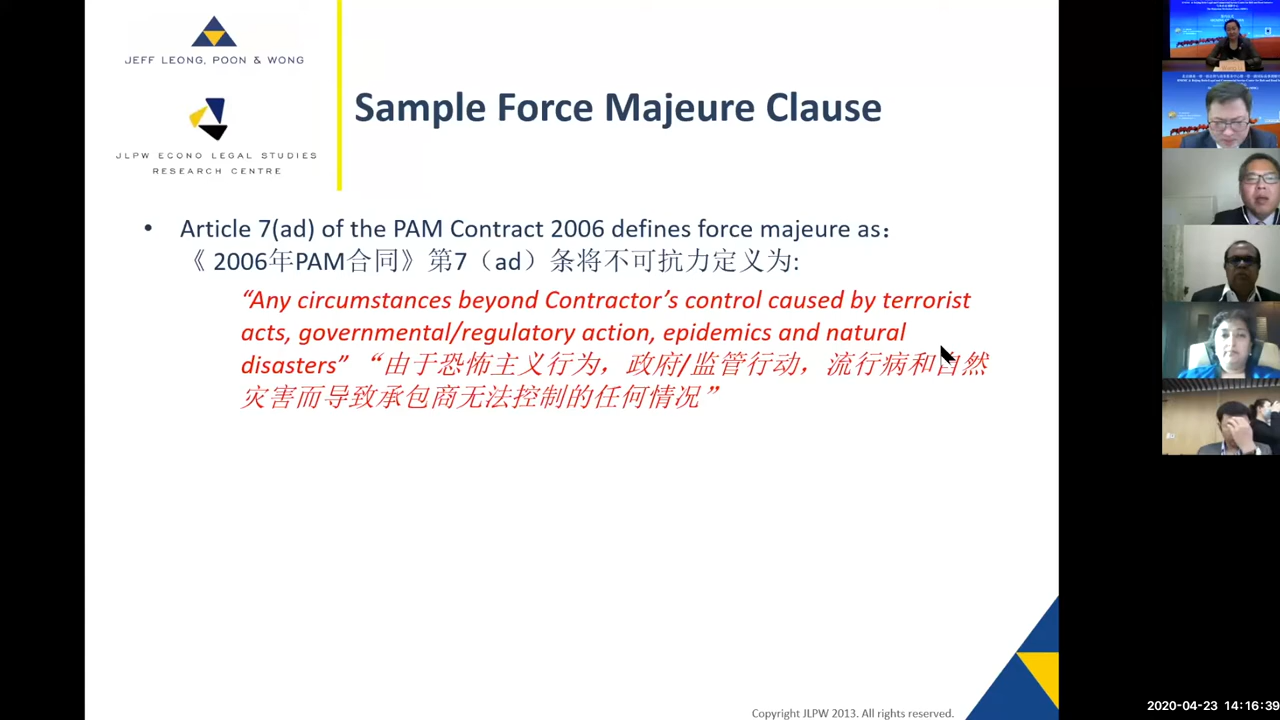 JEFF LEONG, POON & WONG
JLPW ECONO LEGAL STUDIES
RESEARCH CENTRE
Sample Force Majeure Clause
• Article 7(ad) of the PAM Contract 2006 defines force majeure as：
《 2006年PAM合同》第7（ad）条将不可抗力定义为:
“Any circumstances beyond Contractor’s control caused by terrorist
acts, governmental/regulatory action, epidemics and natural
disasters” “由于恐怖主义行为，政府/监管行动，流行病和自然
灾害而导致承包商无法控制的任何情况”
Copyright JLPW 2013. All rights reserved.
2020-04-23 14:16:39